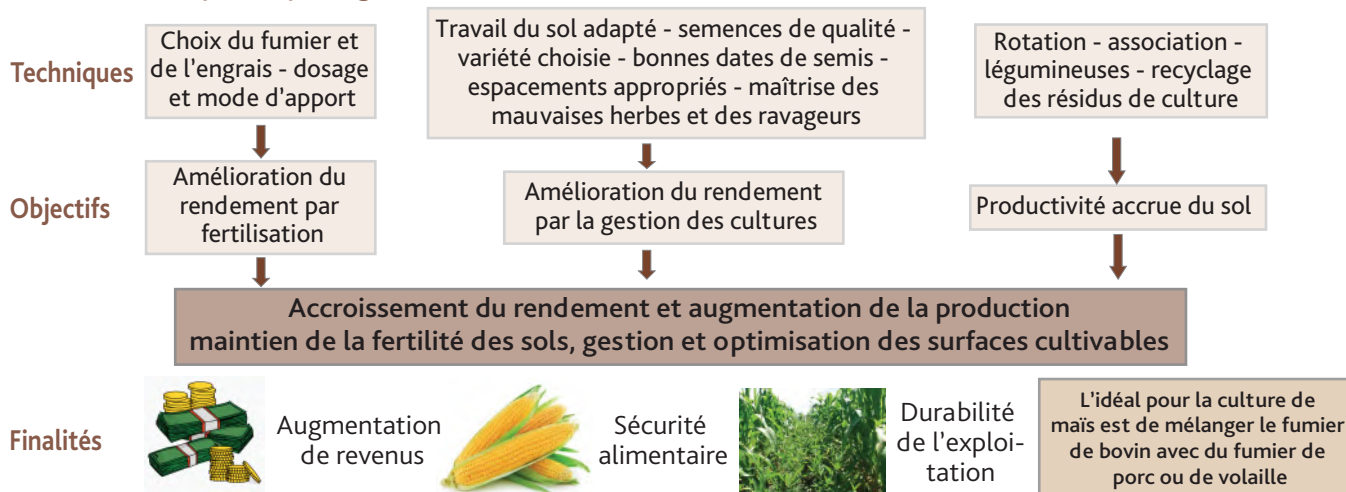 Techniques
Choix du fumier et
de l'engrais - dosage
et mode d'apport
Travail du sol adapté - semences de qualité -
variété choisie - bonnes dates de semis -
espacements appropriés - maîtrise des
mauvaises herbes et des ravageurs
Rotation - association -
légumineuses - recyclage
des résidus de culture
Objectifs
Amélioration du
rendement par
fertilisation
Amélioration du rendement
par la gestion des cultures
Productivité accrue du sol
Accroissement du rendement et augmentation de la production
maintien de la fertilité des sols, gestion et optimisation des surfaces cultivables
Finalités
Augmentation
de revenus
Sécurité
alimentaire
Durabilité
de l'exploi-
tation
L'idéal pour la culture de
maïs est de mélanger le fumier
de bovin avec du fumier de
porc ou de volaille